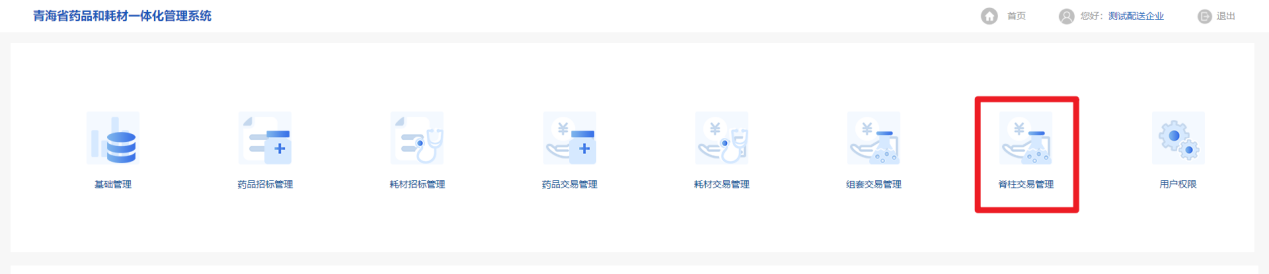 青海省药品和耗材一体化管理系统 首页 您好：测试配送企业 退出
基础管理 药品招标管理 耗材招标管理 药品交易管理 耗材交易管理 组套交易管理 脊柱交易管理 用户权限